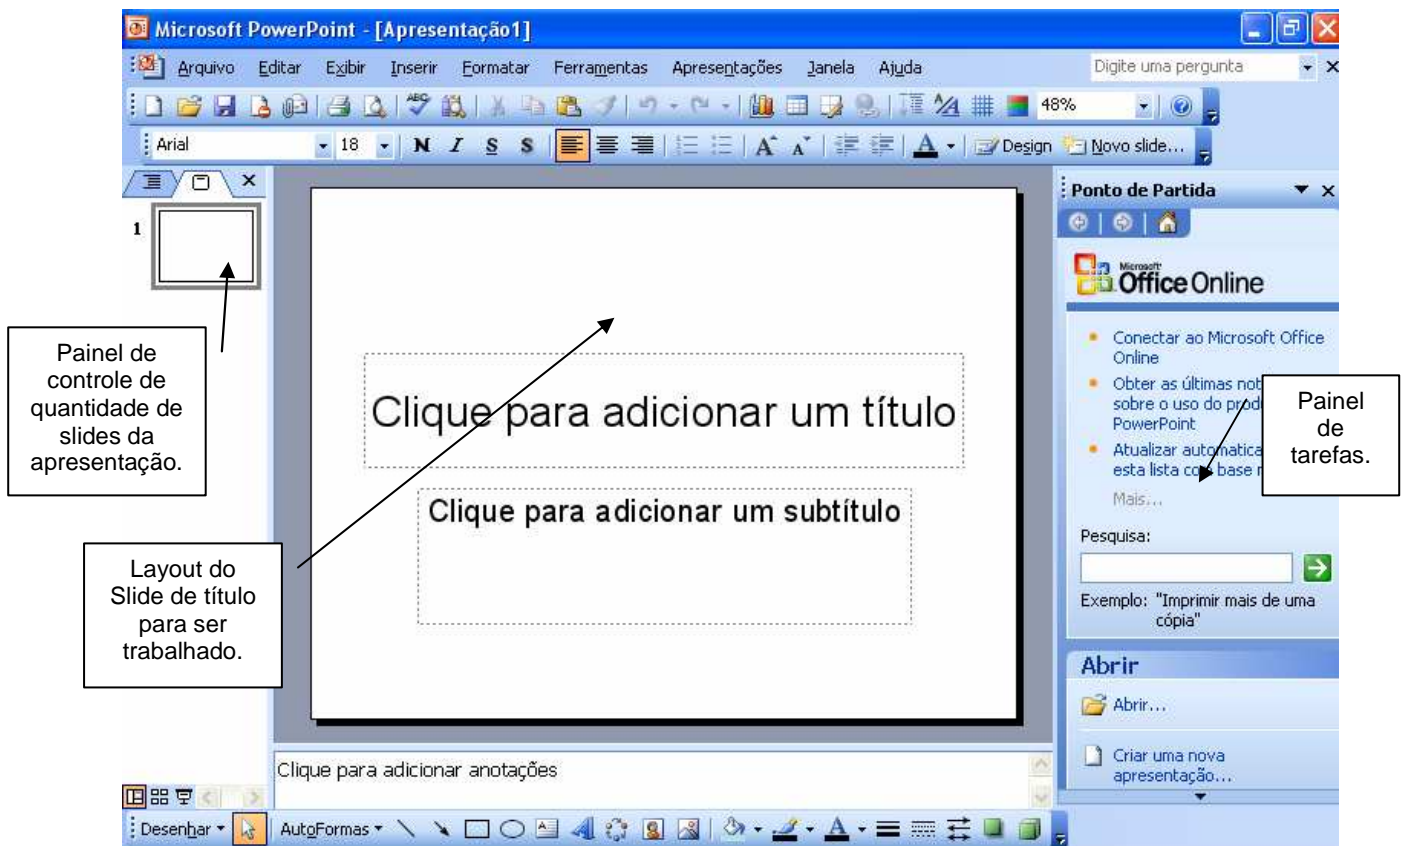 Microsoft PowerPoint - [Apresentação1]
Arquivo Editar Exibir Inserir Formatar Ferramentas Apresentações Janela Ajuda Digite uma pergunta
ABC 48%
Arial 18 N I S S A A A Design Novo slide...
Ponto de Partida
1
Microsoft
Office Online
Conectar ao Microsoft Office
Online
Obter as últimas not
sobre o uso do prod
PowerPoint
Atualizar automatica
esta lista com base
Mais...
Pesquisa:
Exemplo: "Imprimir mais de uma
cópia"
Abrir
Abrir...
Criar uma nova
apresentação...
Painel de
controle de
quantidade de
slides da
apresentação.
Clique para adicionar um título
Clique para adicionar um subtítulo
Painel
de
tarefas.
Layout do
Slide de título
para ser
trabalhado.
Clique para adicionar anotações
Desenhar AutoFormas A A